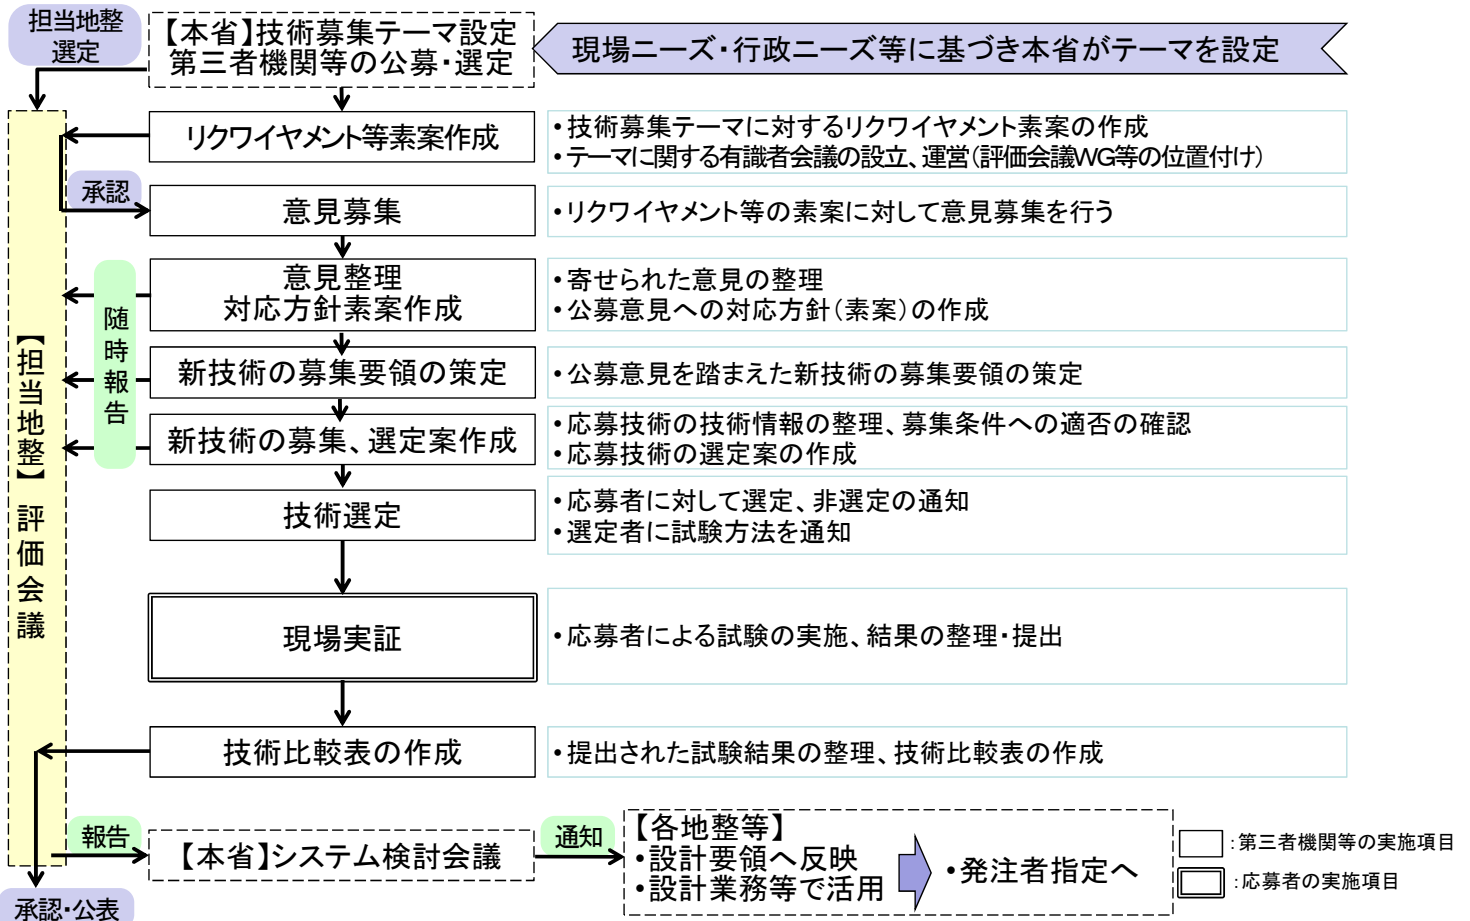 担当地整
選定
【本省】技術募集テーマ設定
第三者機関等の公募・選定
現場ニーズ・行政ニーズ等に基づき本省がテーマを設定
リクワイヤメント等素案作成
・技術募集テーマに対するリクワイヤメント素案の作成
・テーマに関する有識者会議の設立、運営（評価会議WG等の位置付け）
承認
意見募集
・リクワイヤメント等の素案に対して意見募集を行う
意見整理
対応方針素案作成
・寄せられた意見の整理
・公募意見への対応方針（素案）の作成
随時報告
新技術の募集要領の策定
・公募意見を踏まえた新技術の募集要領の策定
新技術の募集、選定案作成
・応募技術の技術情報の整理、募集条件への適否の確認
・応募技術の選定案の作成
【担当地整】評価会議
技術選定
・応募者に対して選定、非選定の通知
・選定者に試験方法を通知
現場実証
・応募者による試験の実施、結果の整理・提出
技術比較表の作成
・提出された試験結果の整理、技術比較表の作成
報告
【本省】システム検討会議
通知
【各地整等】
・設計要領へ反映
・設計業務等で活用
・発注者指定へ
：第三者機関等の実施項目
：応募者の実施項目
承認・公表